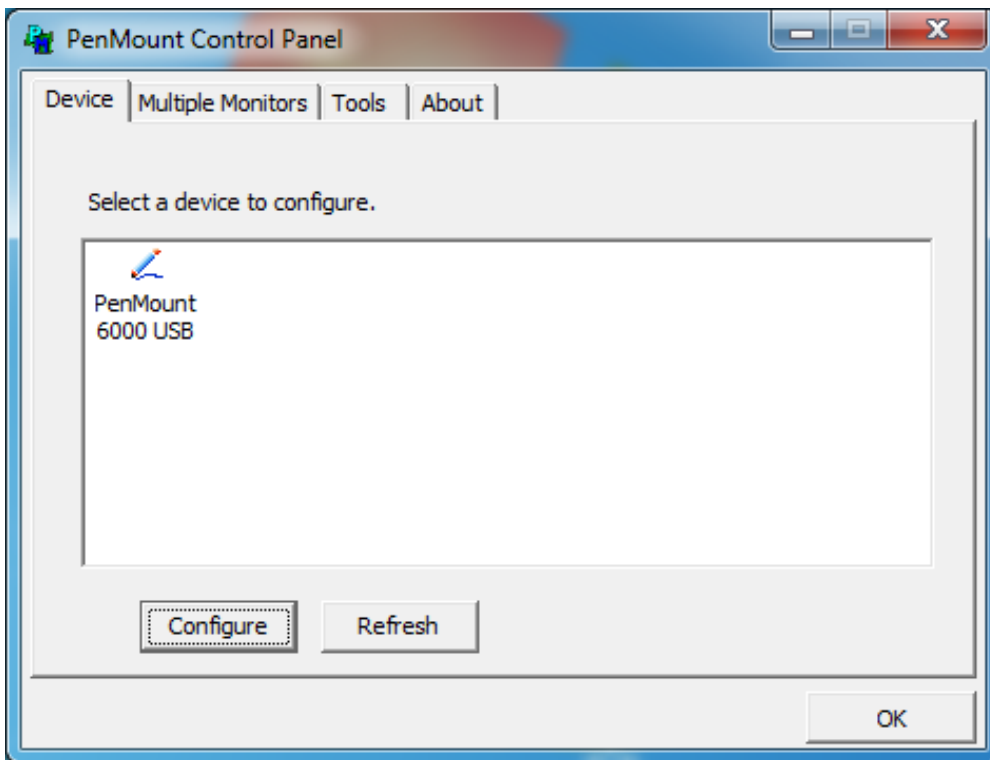 PenMount Control Panel
Device Multiple Monitors Tools About
Select a device to configure.
PenMount
6000 USB
Configure Refresh
OK